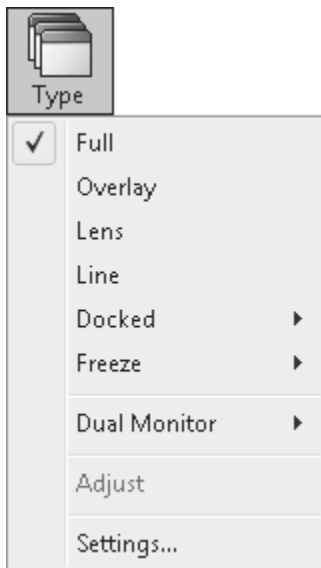 Type
Full
Overlay
Lens
Line
Docked
Freeze
Dual Monitor
Adjust
Settings...